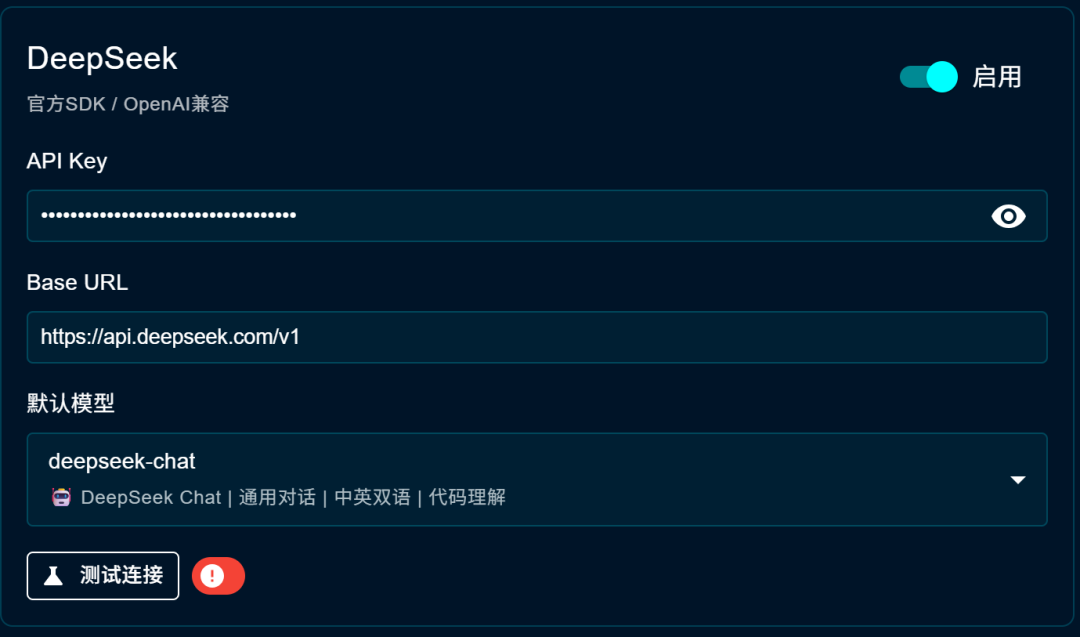 DeepSeek
启用
官方SDK / OpenAI兼容
API Key
••••••••••••••••••••••••••••••••••••
Base URL
https://api.deepseek.com/v1
默认模型
deepseek-chat
DeepSeek Chat | 通用对话 | 中英双语 | 代码理解
测试连接